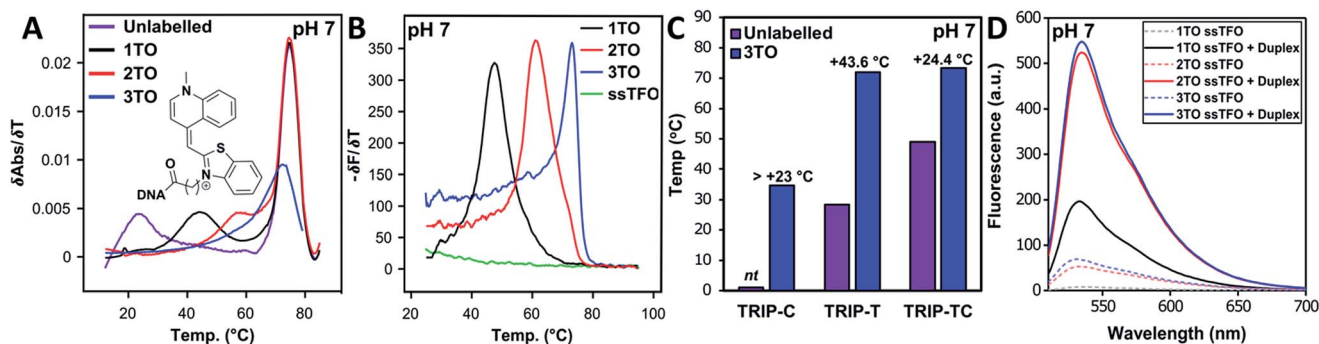 A
Unlabelled
1TO
2TO
3TO
pH 7
0.02
0.015
0.01
0.005
0
δAbs/δT
20
40
60
80
Temp. (°C)
N
S
N
O
DNA
B
pH 7
1TO
2TO
3TO
ssTFO
350
300
250
200
150
100
50
0
-δF/δT
20
40
60
80
100
Temp. (°C)
C
Unlabelled
3TO
pH 7
90
80
70
60
50
40
30
20
10
0
Temp (°C)
nt
> +23 °C
+43.6 °C
+24.4 °C
TRIP-C
TRIP-T
TRIP-TC
D
pH 7
1TO ssTFO
1TO ssTFO + Duplex
2TO ssTFO
2TO ssTFO + Duplex
3TO ssTFO
3TO ssTFO + Duplex
600
500
400
300
200
100
0
Fluorescence (a.u.)
550
600
650
700
Wavelength (nm)